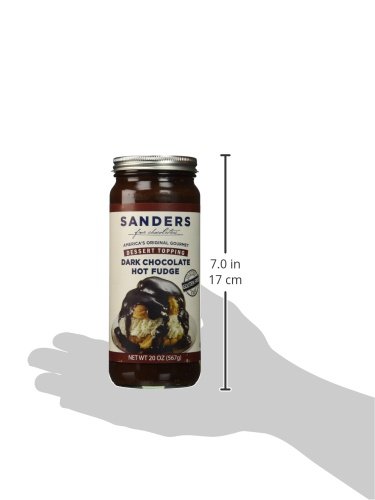 SANDERS
fine chocolates
AMERICA'S ORIGINAL GOURMET
DESSERT TOPPING
DARK CHOCOLATE
HOT FUDGE
NET WT 20 OZ (567g)
7.0 in
17 cm